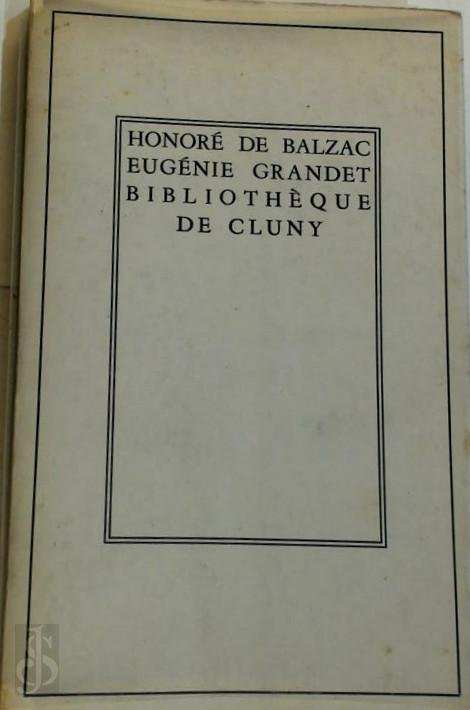 HONORÉ DE BALZAC
EUGÉNIE GRANDET
BIBLIOTHÈQUE
DE CLUNY